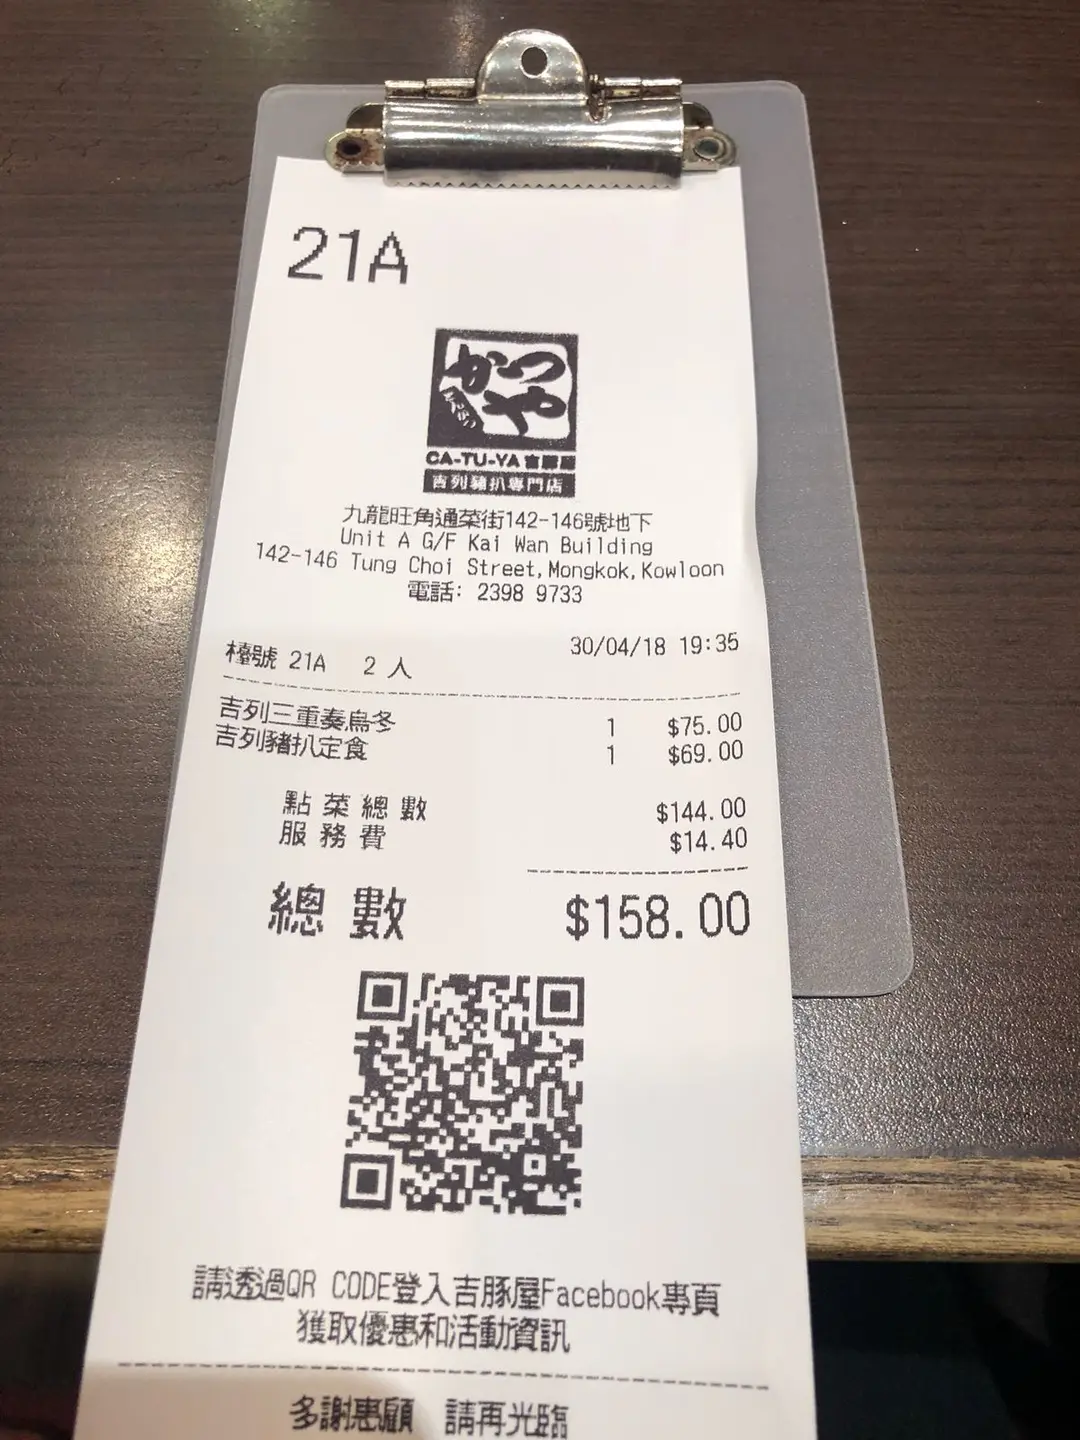 21A
かつや
とんかつ
CA-TU-YA 吉豚屋
吉列豬扒專門店
九龍旺角通菜街142-146號地下
Unit A G/F Kai Wan Building
142-146 Tung Choi Street,Mongkok,Kowloon
電話: 2398 9733
30/04/18 19:35
檯號 21A 2 人
吉列三重奏烏冬 1 $75.00
吉列豬扒定食 1 $69.00
點菜總數 $144.00
服務費 $14.40
總數 $158.00
請透過QR CODE登入吉豚屋Facebook專頁
獲取優惠和活動資訊
多謝惠顧 請再光臨